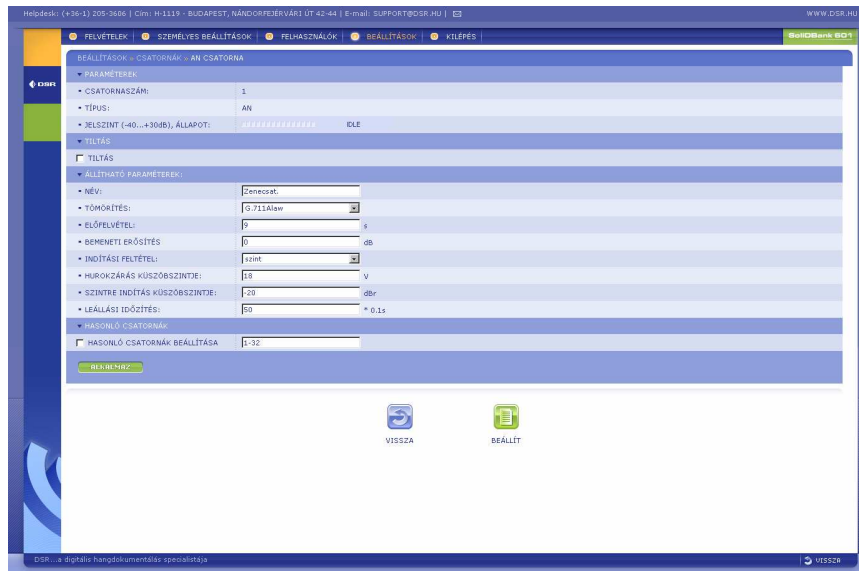 Helpdesk: (+36-1) 205-3686 | Cím: H-1119 - BUDAPEST, NÁNDORFEJÉRVÁRI ÚT 42-44 | E-mail: SUPPORT@DSR.HU | WWW.DSR.HU
FELVÉTELEK | SZEMÉLYES BEÁLLÍTÁSOK | FELHASZNÁLÓK | BEÁLLÍTÁSOK | KILÉPÉS | SoliDBank 601
DSR
BEÁLLÍTÁSOK » CSATORNÁK » AN CSATORNA
PARAMÉTEREK
CSATORNASZÁM: 1
TÍPUS: AN
JELSZINT (-40...+30dB), ÁLLAPOT: IDLE
TILTÁS
TILTÁS
ÁLLÍTHATÓ PARAMÉTEREK:
NÉV: Zenecsat.
TÖMÖRÍTÉS: G.711Alaw
ELŐFELVÉTEL: 9 s
BEMENETI ERŐSÍTÉS 0 dB
INDÍTÁSI FELTÉTEL: szint
HUROKZÁRÁS KÜSZÖBSZINTJE: 18 V
SZINTRE INDÍTÁS KÜSZÖBSZINTJE: -20 dBr
LEÁLLÁSI IDŐZÍTÉS: 50 * 0.1s
HASONLÓ CSATORNÁK
HASONLÓ CSATORNÁK BEÁLLÍTÁSA 1-32
ALKALMAZ
VISSZA BEÁLLÍT
DSR...a digitális hangdokumentálás specialistája VISSZA